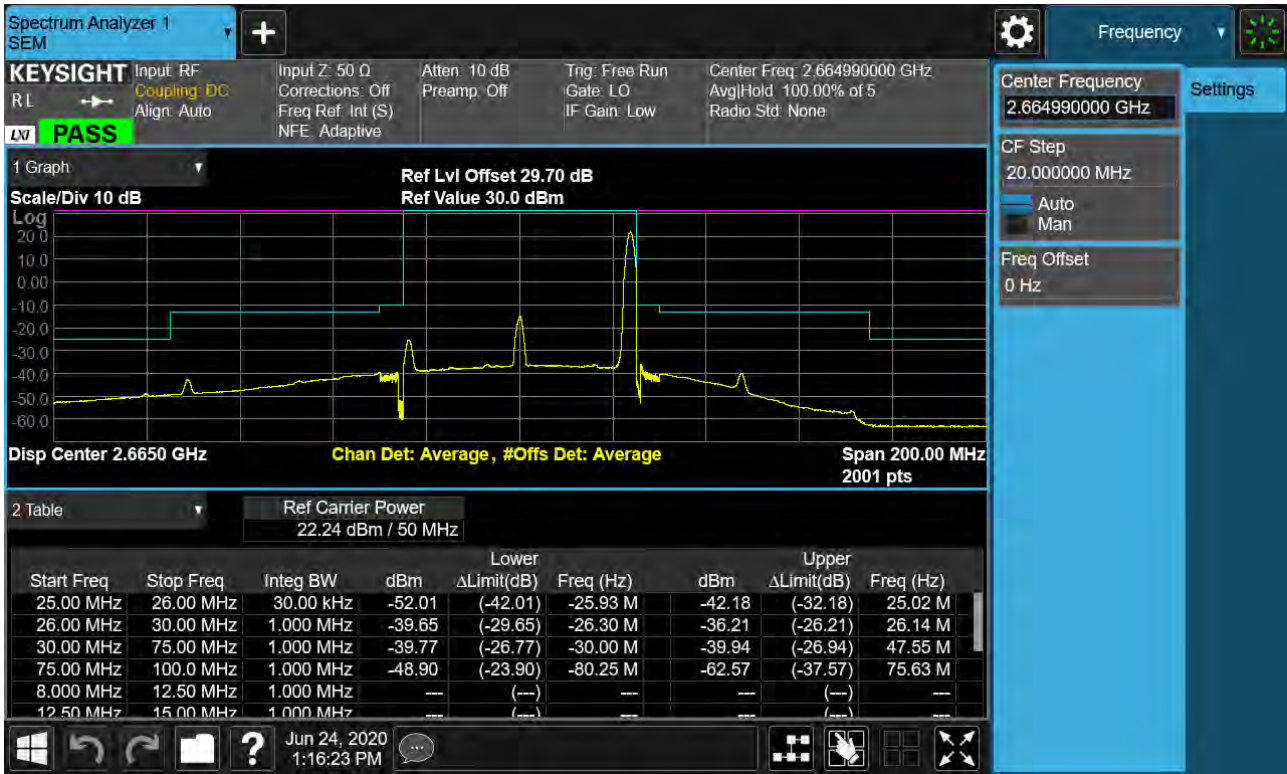 Spectrum Analyzer 1
SEM
+
Frequency
KEYSIGHT
RL
LXI PASS
Input: RF
Coupling: DC
Align: Auto
Input Z: 50 Ω
Corrections: Off
Freq Ref: Int (S)
NFE: Adaptive
Atten: 10 dB
Preamp: Off
Trig: Free Run
Gate: LO
IF Gain: Low
Center Freq: 2.664990000 GHz
Avg|Hold: 100.00% of 5
Radio Std: None
Center Frequency
2.664990000 GHz
Settings
CF Step
20.000000 MHz
Auto
Man
Freq Offset
0 Hz
1 Graph
Scale/Div 10 dB
Ref Lvl Offset 29.70 dB
Ref Value 30.0 dBm
Log
20.0
10.0
0.00
-10.0
-20.0
-30.0
-40.0
-50.0
-60.0
Disp Center 2.6650 GHz
Chan Det: Average, #Offs Det: Average
Span 200.00 MHz
2001 pts
2 Table
Ref Carrier Power
22.24 dBm / 50 MHz
Lower Upper
Start Freq Stop Freq Integ BW dBm ΔLimit(dB) Freq (Hz) dBm ΔLimit(dB) Freq (Hz)
25.00 MHz 26.00 MHz 30.00 kHz -52.01 (-42.01) -25.93 M -42.18 (-32.18) 25.02 M
26.00 MHz 30.00 MHz 1.000 MHz -39.65 (-29.65) -26.30 M -36.21 (-26.21) 26.14 M
30.00 MHz 75.00 MHz 1.000 MHz -39.77 (-26.77) -30.00 M -39.94 (-26.94) 47.55 M
75.00 MHz 100.0 MHz 1.000 MHz -48.90 (-23.90) -80.25 M -62.57 (-37.57) 75.63 M
8.000 MHz 12.50 MHz 1.000 MHz --- (---) --- --- (---) ---
12.50 MHz 15.00 MHz 1.000 MHz --- (---) --- --- (---) ---
?
Jun 24, 2020
1:16:23 PM